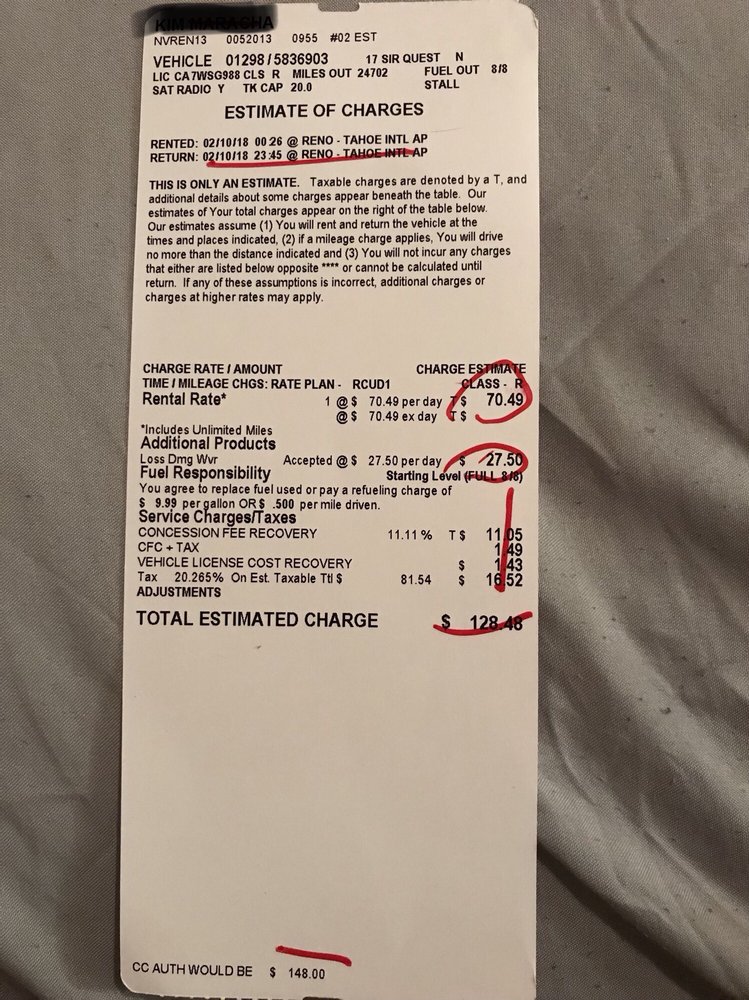 NVREN13 0052013 0955 #02 EST
VEHICLE 01298/5836903 17 SIR QUEST N
LIC CA7WSG988 CLS R MILES OUT 24702 FUEL OUT 8/8
SAT RADIO Y TK CAP 20.0 STALL
ESTIMATE OF CHARGES
RENTED: 02/10/18 00:26 @ RENO - TAHOE INTL AP
RETURN: 02/10/18 23:45 @ RENO - TAHOE INTL AP
THIS IS ONLY AN ESTIMATE. Taxable charges are denoted by a T, and
additional details about some charges appear beneath the table. Our
estimates of Your total charges appear on the right of the table below.
Our estimates assume (1) You will rent and return the vehicle at the
times and places indicated, (2) if a mileage charge applies, You will drive
no more than the distance indicated and (3) You will not incur any charges
that either are listed below opposite **** or cannot be calculated until
return. If any of these assumptions is incorrect, additional charges or
charges at higher rates may apply.
CHARGE RATE / AMOUNT CHARGE ESTIMATE
TIME / MILEAGE CHGS: RATE PLAN - RCUD1 CLASS - R
Rental Rate* 1 @ $ 70.49 per day T $ 70.49
@ $ 70.49 ex day T $
*Includes Unlimited Miles
Additional Products
Loss Dmg Wvr Accepted @ $ 27.50 per day $ 27.50
Fuel Responsibility Starting Level (FULL 8/8)
You agree to replace fuel used or pay a refueling charge of
$ 9.99 per gallon OR $ .500 per mile driven.
Service Charges/Taxes
CONCESSION FEE RECOVERY 11.11 % T $ 11.05
CFC + TAX 1.49
VEHICLE LICENSE COST RECOVERY $ 1.43
Tax 20.265% On Est. Taxable Ttl $ 81.54 $ 16.52
ADJUSTMENTS
TOTAL ESTIMATED CHARGE $ 128.48
CC AUTH WOULD BE $ 148.00